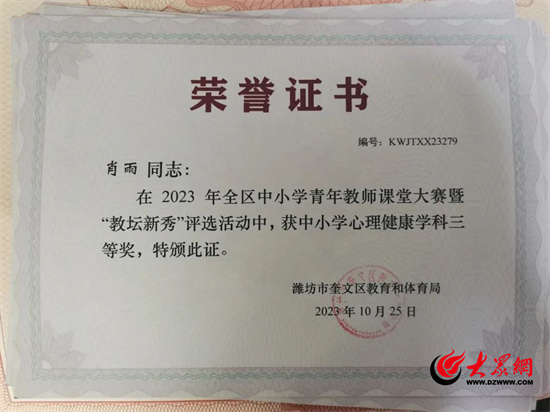 荣誉证书
编号：KWJTXX23279
肖雨 同志：
在 2023 年全区中小学青年教师课堂大赛暨
“教坛新秀”评选活动中，获中小学心理健康学科三
等奖，特颁此证。
潍坊市奎文区教育和体育局
2023 年 10 月 25 日
大众網
WWW.DZWWW.COM